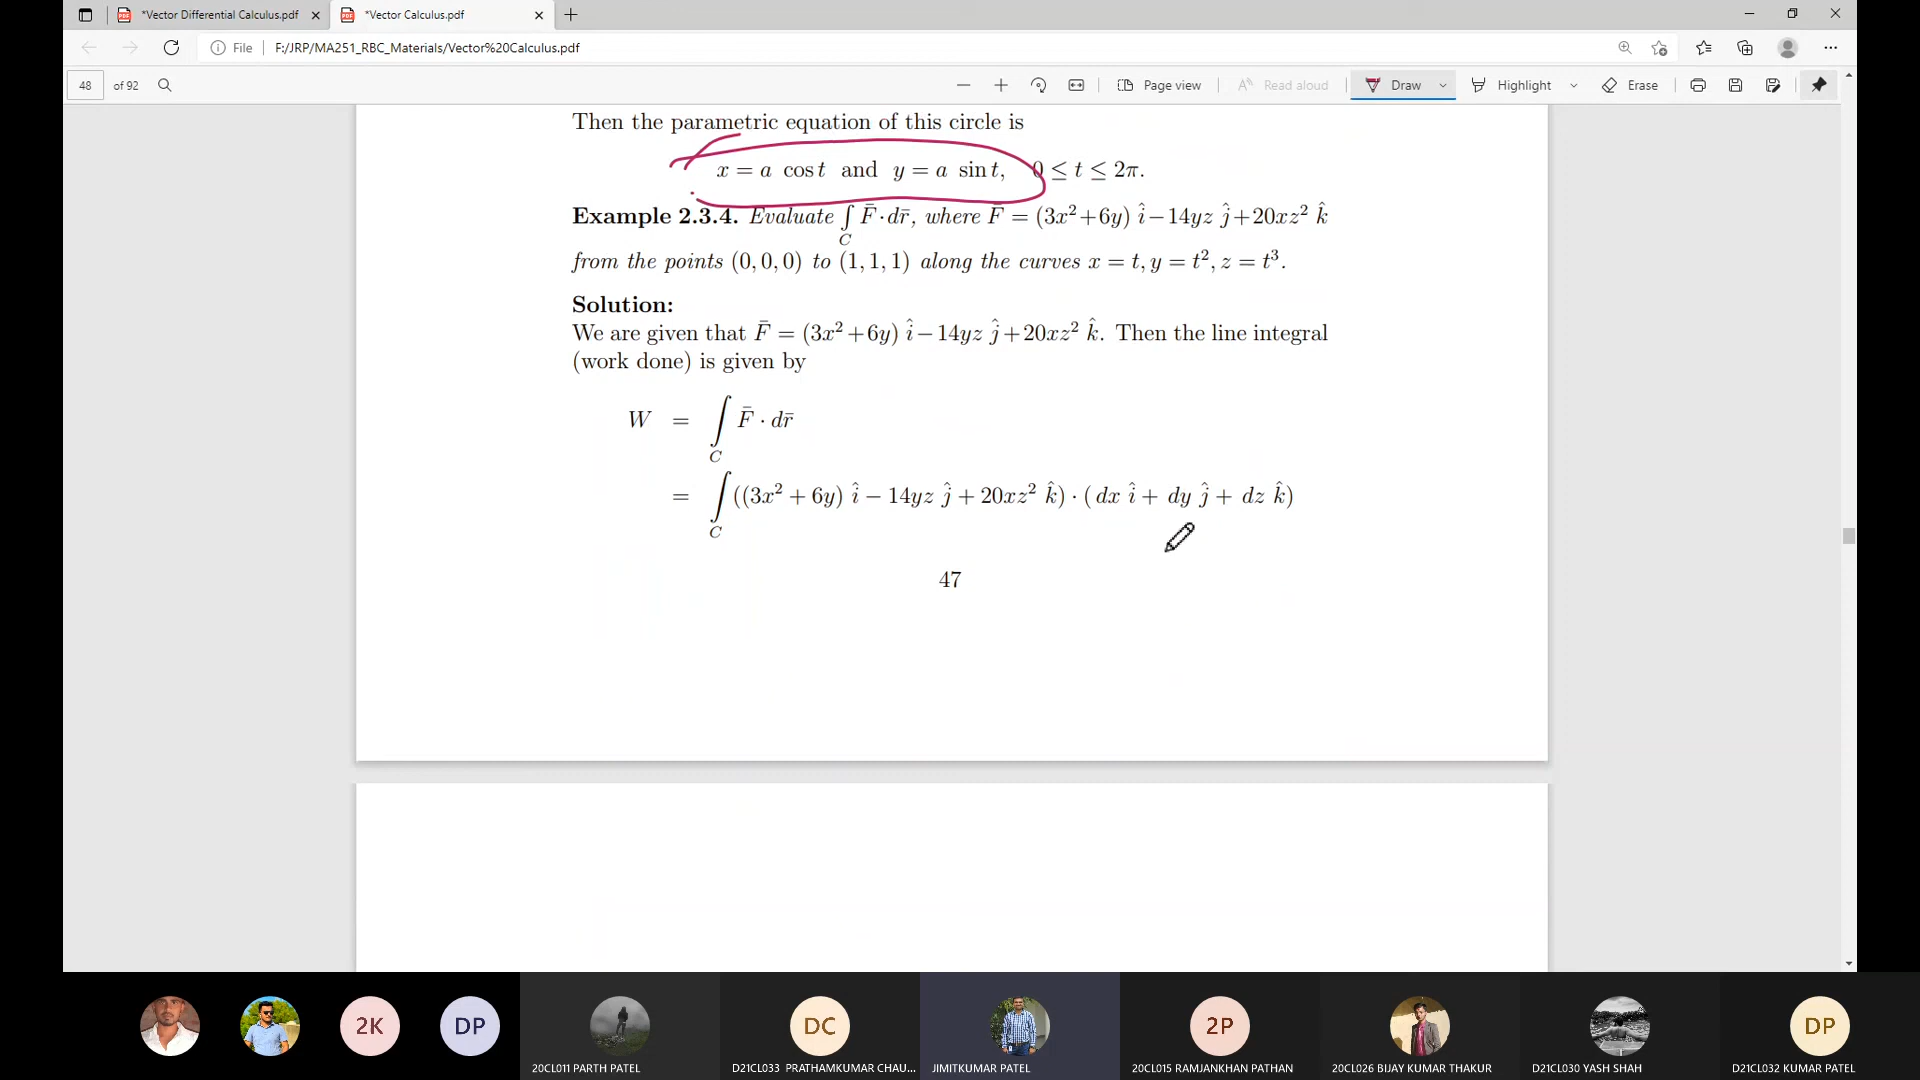 *Vector Differential Calculus.pdf
*Vector Calculus.pdf
File F:/JRP/MA251_RBC_Materials/Vector%20Calculus.pdf
48 of 92 Page view Read aloud Draw Highlight Erase
Then the parametric equation of this circle is
x = a cos t and y = a sin t, 0 ≤ t ≤ 2π.
Example 2.3.4. Evaluate ∫_C F̄ · dr̄, where F̄ = (3x² + 6y) î − 14yz ĵ + 20xz² k̂
from the points (0, 0, 0) to (1, 1, 1) along the curves x = t, y = t², z = t³.
Solution:
We are given that F̄ = (3x² + 6y) î − 14yz ĵ + 20xz² k̂. Then the line integral
(work done) is given by
W = ∫_C F̄ · dr̄
= ∫_C ((3x² + 6y) î − 14yz ĵ + 20xz² k̂) · ( dx î + dy ĵ + dz k̂)
47
2K DP DC 2P DP
20CL011 PARTH PATEL
D21CL033 PRATHAMKUMAR CHAU...
JIMITKUMAR PATEL
20CL015 RAMJANKHAN PATHAN
20CL026 BIJAY KUMAR THAKUR
D21CL030 YASH SHAH
D21CL032 KUMAR PATEL